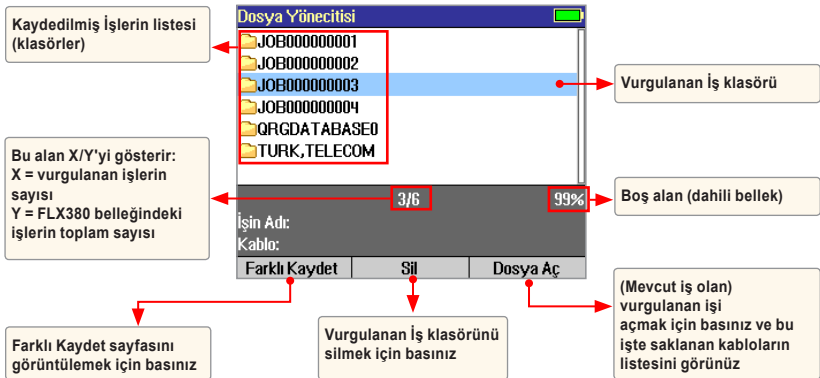 Kaydedilmiş İşlerin listesi
(klasörler)
Bu alan X/Y'yi gösterir:
X = vurgulanan işlerin
sayısı
Y = FLX380 belleğindeki
işlerin toplam sayısı
Dosya Yönecitisi
JOB000000001
JOB000000002
JOB000000003
JOB000000004
QRGDATABASE0
TURK,TELECOM
3/6
99%
İşin Adı:
Kablo:
Farklı Kaydet
Sil
Dosya Aç
Vurgulanan İş klasörü
Boş alan (dahili bellek)
Farklı Kaydet sayfasını
görüntülemek için basınız
Vurgulanan İş klasörünü
silmek için basınız
(Mevcut iş olan)
vurgulanan işi
açmak için basınız ve bu
işte saklanan kabloların
listesini görünüz